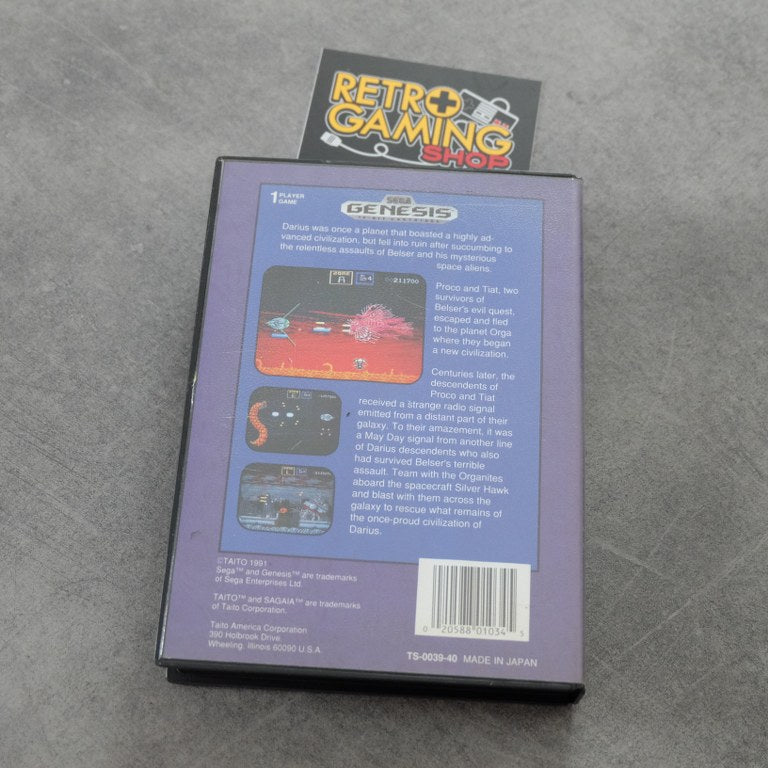 RETRO
GAMING
SHOP
1 PLAYER
GAME
SEGA
GENESIS
Darius was once a planet that boasted a highly ad-
vanced civilization, but fell into ruin after succumbing to
the relentless assaults of Belser and his mysterious
space aliens.
211700
Proco and Tiat, two
survivors of
Belser's evil quest,
escaped and fled
to the planet Orga
where they began
a new civilization.
Centuries later, the
descendents of
Proco and Tiat
received a strange radio signal
emitted from a distant part of their
galaxy. To their amazement, it was
a May Day signal from another line
of Darius descendents who also
had survived Belser's terrible
assault. Team with the Organites
aboard the spacecraft Silver Hawk
and blast with them across the
galaxy to rescue what remains of
the once-proud civilization of
Darius.
©TAITO 1991
Sega™ and Genesis™ are trademarks
of Sega Enterprises Ltd.
TAITO™ and SAGAIA™ are trademarks
of Taito Corporation.
Taito America Corporation
390 Holbrook Drive
Wheeling, Illinois 60090 U.S.A.
0 20588 01034 5
TS-0039-40 MADE IN JAPAN